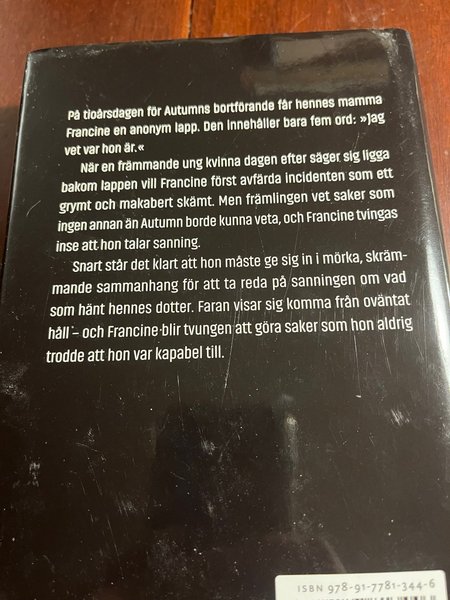 På tioårsdagen för Autumns bortförande får hennes mamma
Francine en anonym lapp. Den innehåller bara fem ord: »Jag
vet var hon är.«
När en främmande ung kvinna dagen efter säger sig ligga
bakom lappen vill Francine först avfärda incidenten som ett
grymt och makabert skämt. Men främlingen vet saker som
ingen annan än Autumn borde kunna veta, och Francine tvingas
inse att hon talar sanning.
Snart står det klart att hon måste ge sig in i mörka, skräm-
mande sammanhang för att ta reda på sanningen om vad
som hänt hennes dotter. Faran visar sig komma från oväntat
håll – och Francine blir tvungen att göra saker som hon aldrig
trodde att hon var kapabel till.
ISBN 978-91-7781-344-6